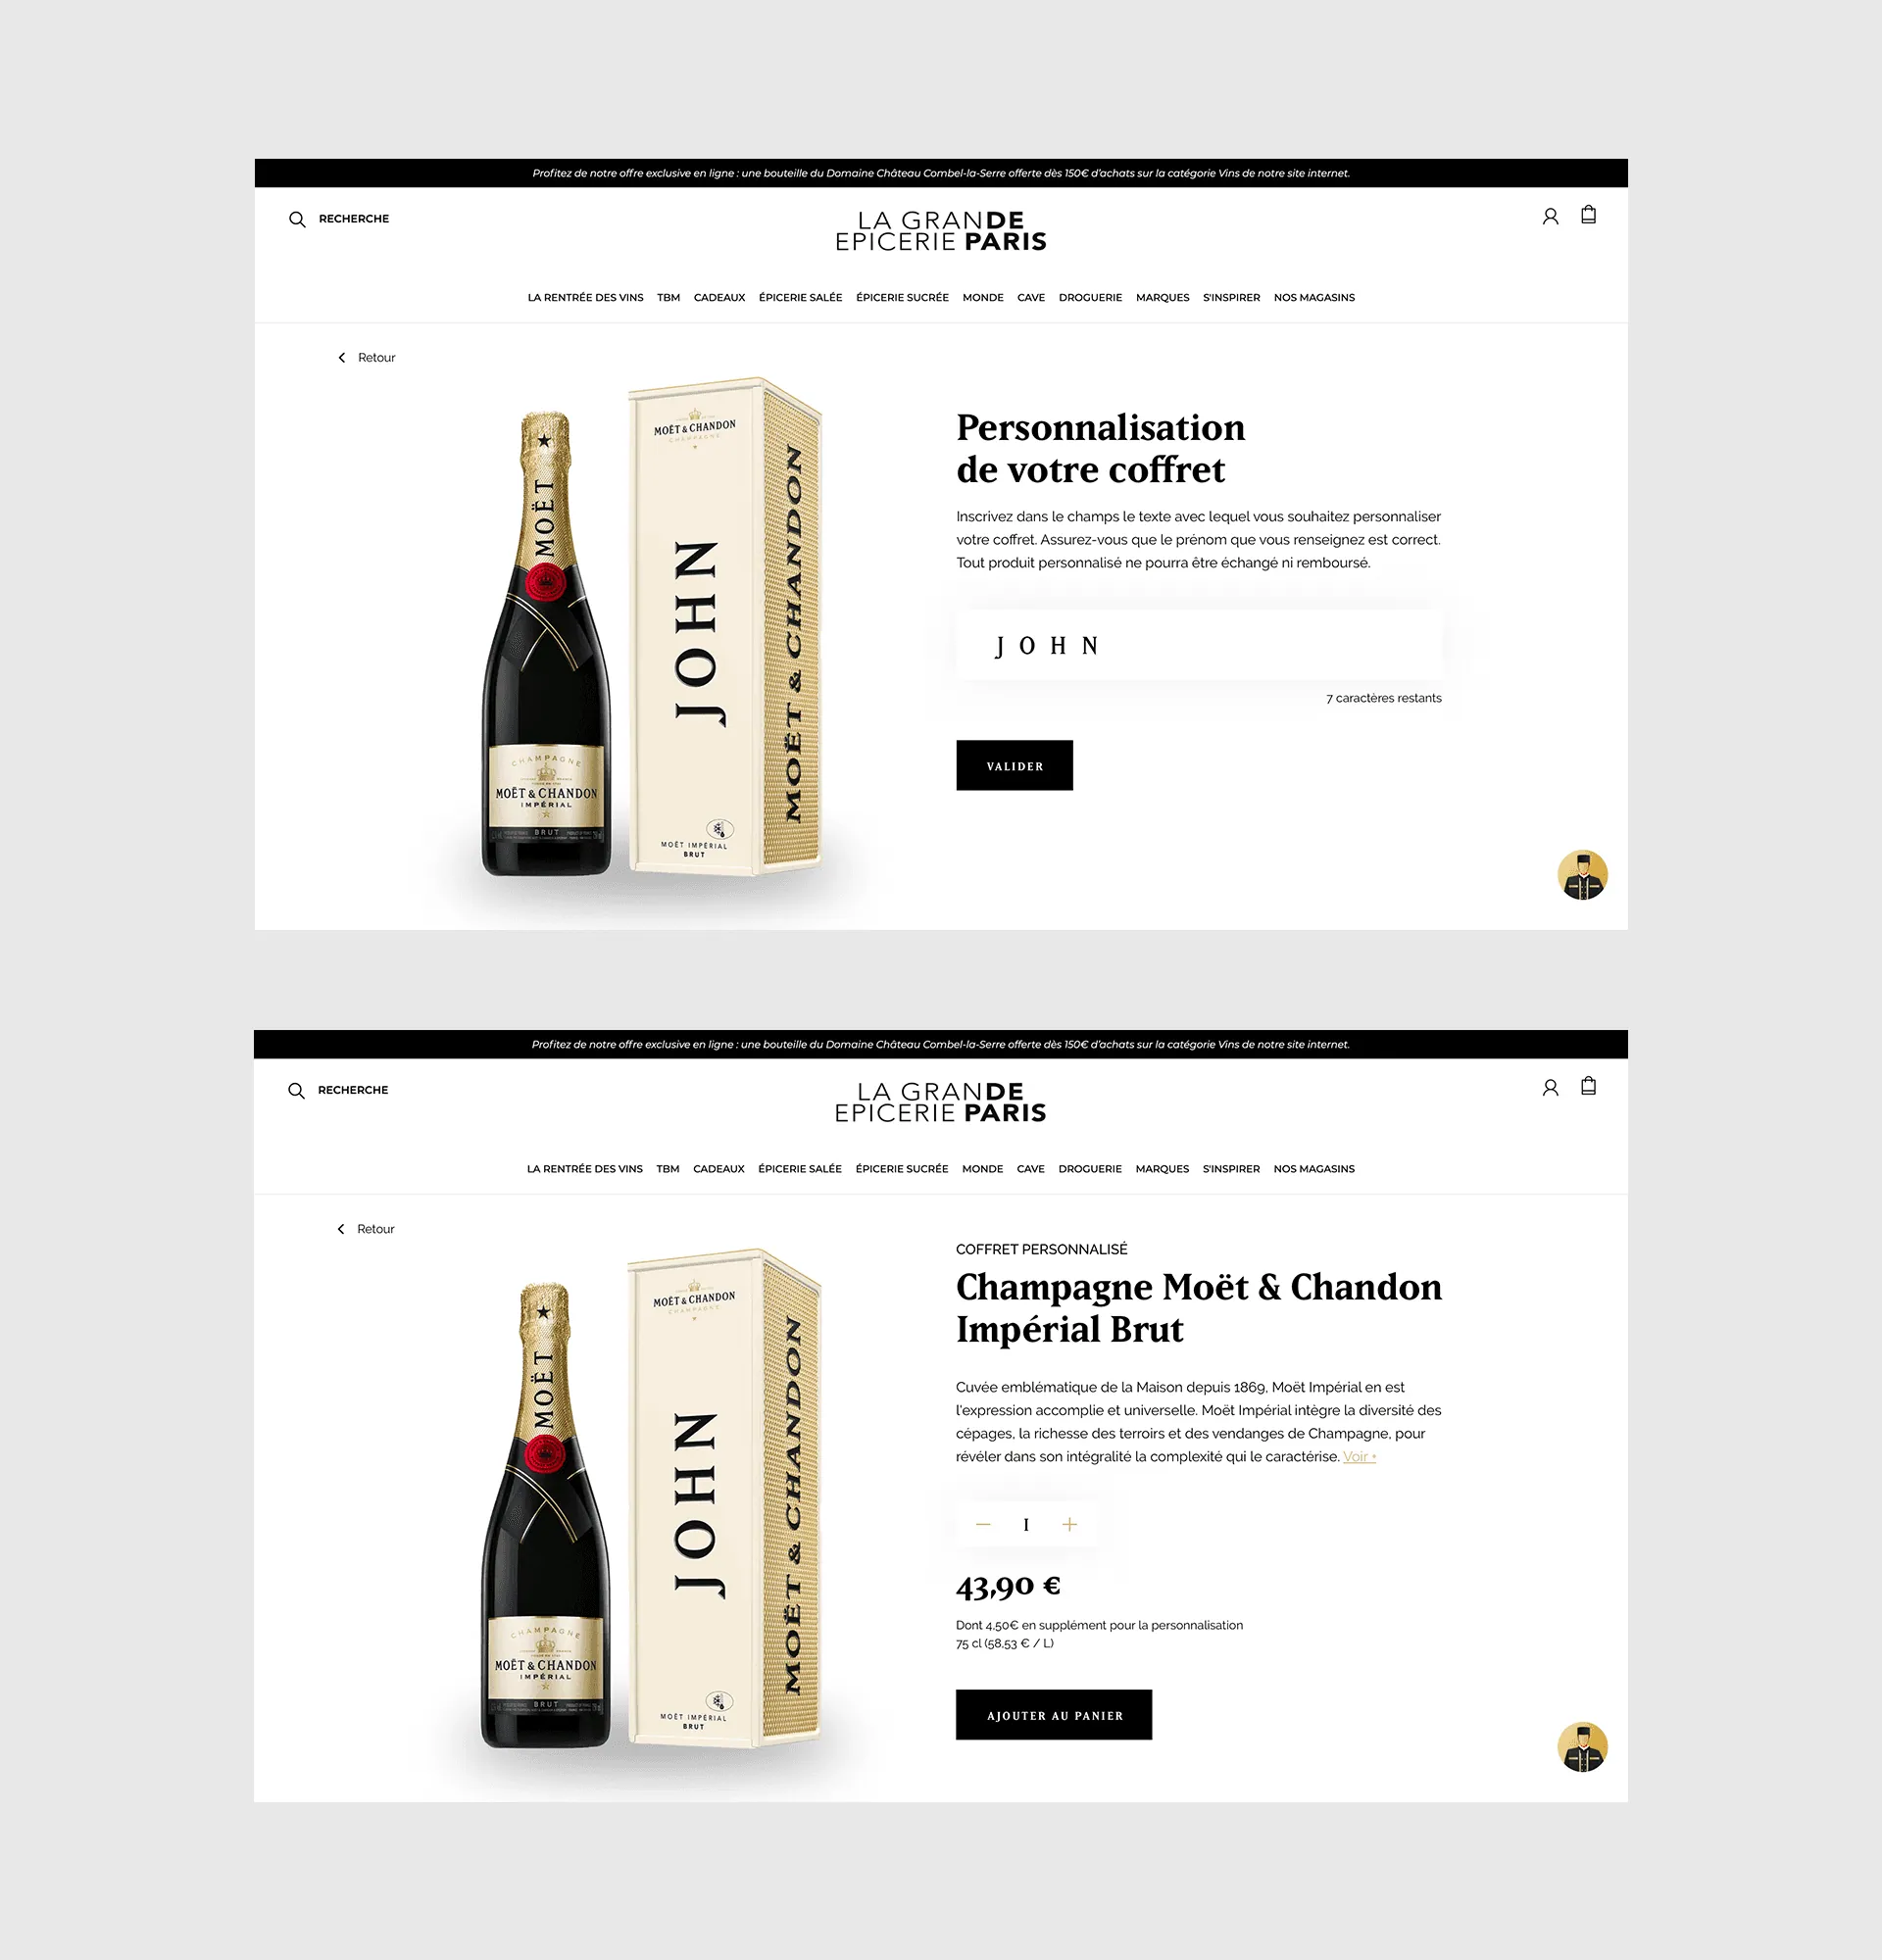 Profitez de notre offre exclusive en ligne : une bouteille du Domaine Château Combel-la-Serre offerte dès 150€ d'achats sur la catégorie Vins de notre site internet.
RECHERCHE
LA GRANDE
EPICERIE PARIS
LA RENTRÉE DES VINS TBM CADEAUX ÉPICERIE SALÉE ÉPICERIE SUCRÉE MONDE CAVE DROGUERIE MARQUES S'INSPIRER NOS MAGASINS
Retour
MOËT
CHAMPAGNE
MOËT & CHANDON
IMPÉRIAL
BRUT
MOËT & CHANDON
CHAMPAGNE
JOHN
MOËT IMPÉRIAL
BRUT
MOËT & CHANDON
Personnalisation
de votre coffret
Inscrivez dans le champs le texte avec lequel vous souhaitez personnaliser
votre coffret. Assurez-vous que le prénom que vous renseignez est correct.
Tout produit personnalisé ne pourra être échangé ni remboursé.
JOHN
7 caractères restants
VALIDER
Profitez de notre offre exclusive en ligne : une bouteille du Domaine Château Combel-la-Serre offerte dès 150€ d'achats sur la catégorie Vins de notre site internet.
RECHERCHE
LA GRANDE
EPICERIE PARIS
LA RENTRÉE DES VINS TBM CADEAUX ÉPICERIE SALÉE ÉPICERIE SUCRÉE MONDE CAVE DROGUERIE MARQUES S'INSPIRER NOS MAGASINS
Retour
MOËT
CHAMPAGNE
MOËT & CHANDON
IMPÉRIAL
BRUT
MOËT & CHANDON
CHAMPAGNE
JOHN
MOËT IMPÉRIAL
BRUT
MOËT & CHANDON
COFFRET PERSONNALISÉ
Champagne Moët & Chandon
Impérial Brut
Cuvée emblématique de la Maison depuis 1869, Moët Impérial en est
l'expression accomplie et universelle. Moët Impérial intègre la diversité des
cépages, la richesse des terroirs et des vendanges de Champagne, pour
révéler dans son intégralité la complexité qui le caractérise. Voir +
1
43,90 €
Dont 4,50€ en supplément pour la personnalisation
75 cl (58,53 € / L)
AJOUTER AU PANIER